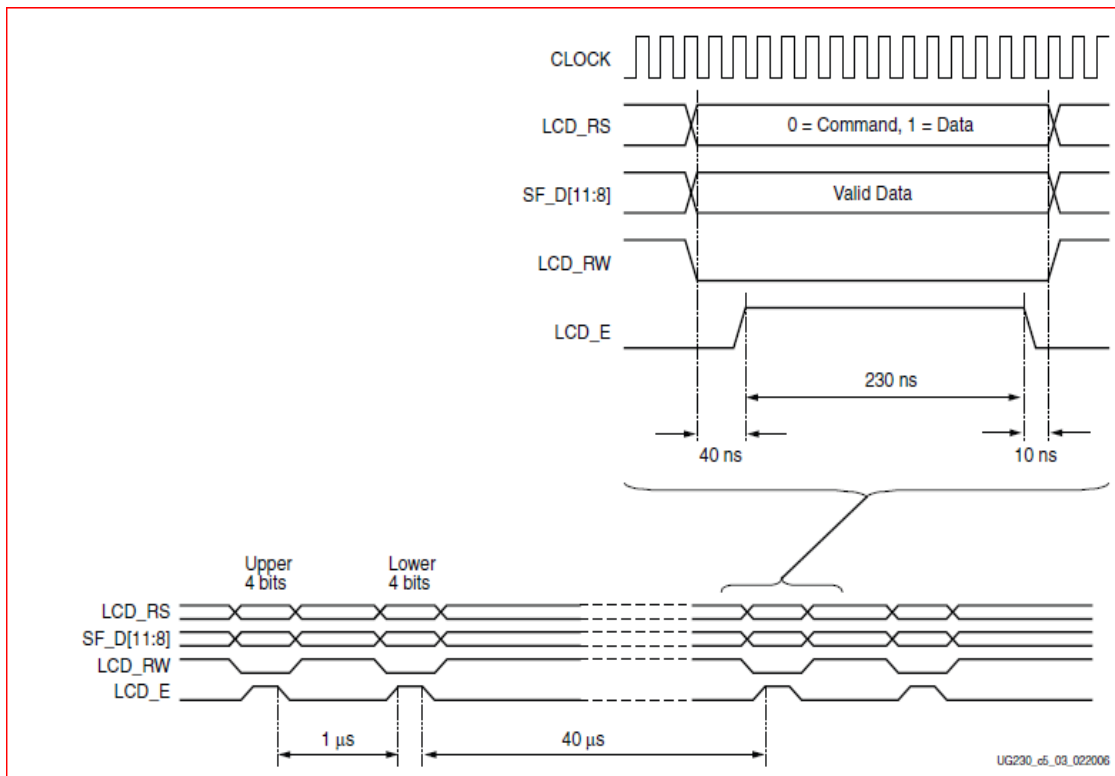 CLOCK
LCD_RS
0 = Command, 1 = Data
SF_D[11:8]
Valid Data
LCD_RW
LCD_E
230 ns
40 ns
10 ns
Upper
4 bits
Lower
4 bits
LCD_RS
SF_D[11:8]
LCD_RW
LCD_E
1 µs
40 µs
UG230_c5_03_022006